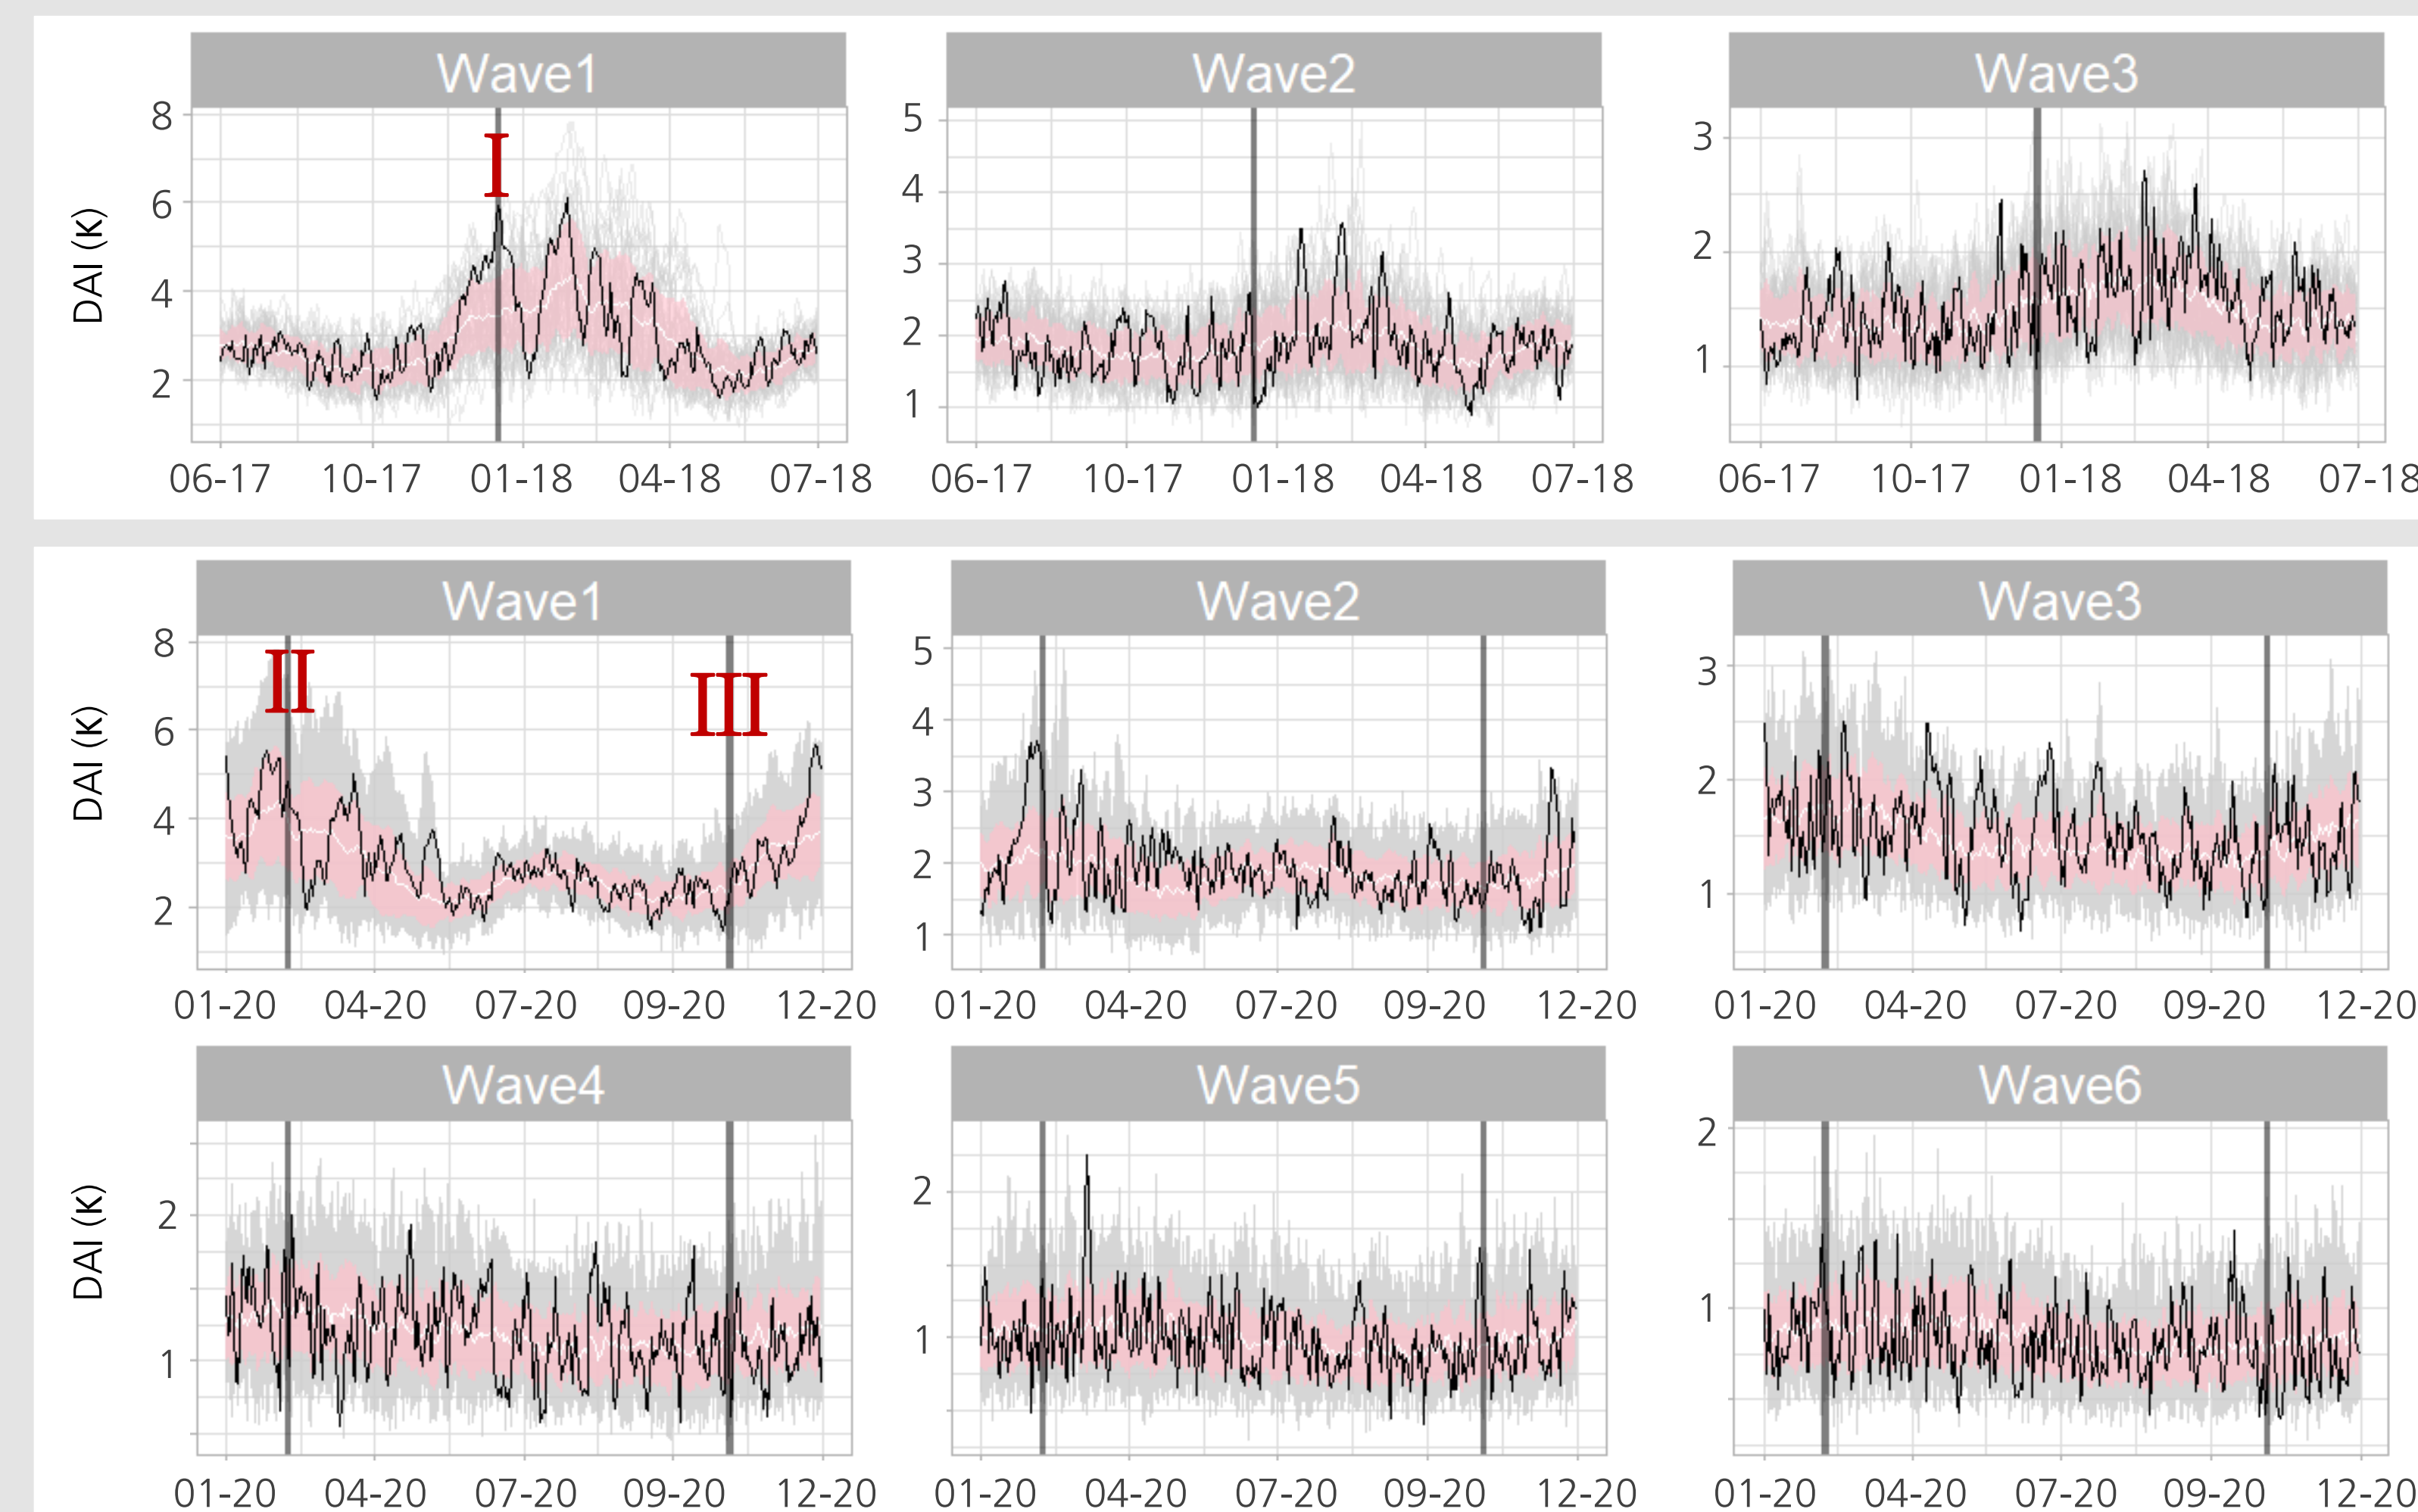 Wave1 Wave2 Wave3
8 5 3
I
6 4
DAI (K) 4 3 2
2 2 1
1
06-17 10-17 01-18 04-18 07-18 06-17 10-17 01-18 04-18 07-18 06-17 10-17 01-18 04-18 07-18
Wave1 Wave2 Wave3
8 5 3
II III
6 4 2
DAI (K) 4 3
2 2 1
1
01-20 04-20 07-20 09-20 12-20 01-20 04-20 07-20 09-20 12-20 01-20 04-20 07-20 09-20 12-20
Wave4 Wave5 Wave6
2 2 2
DAI (K)
1 1 1
01-20 04-20 07-20 09-20 12-20 01-20 04-20 07-20 09-20 12-20 01-20 04-20 07-20 09-20 12-20